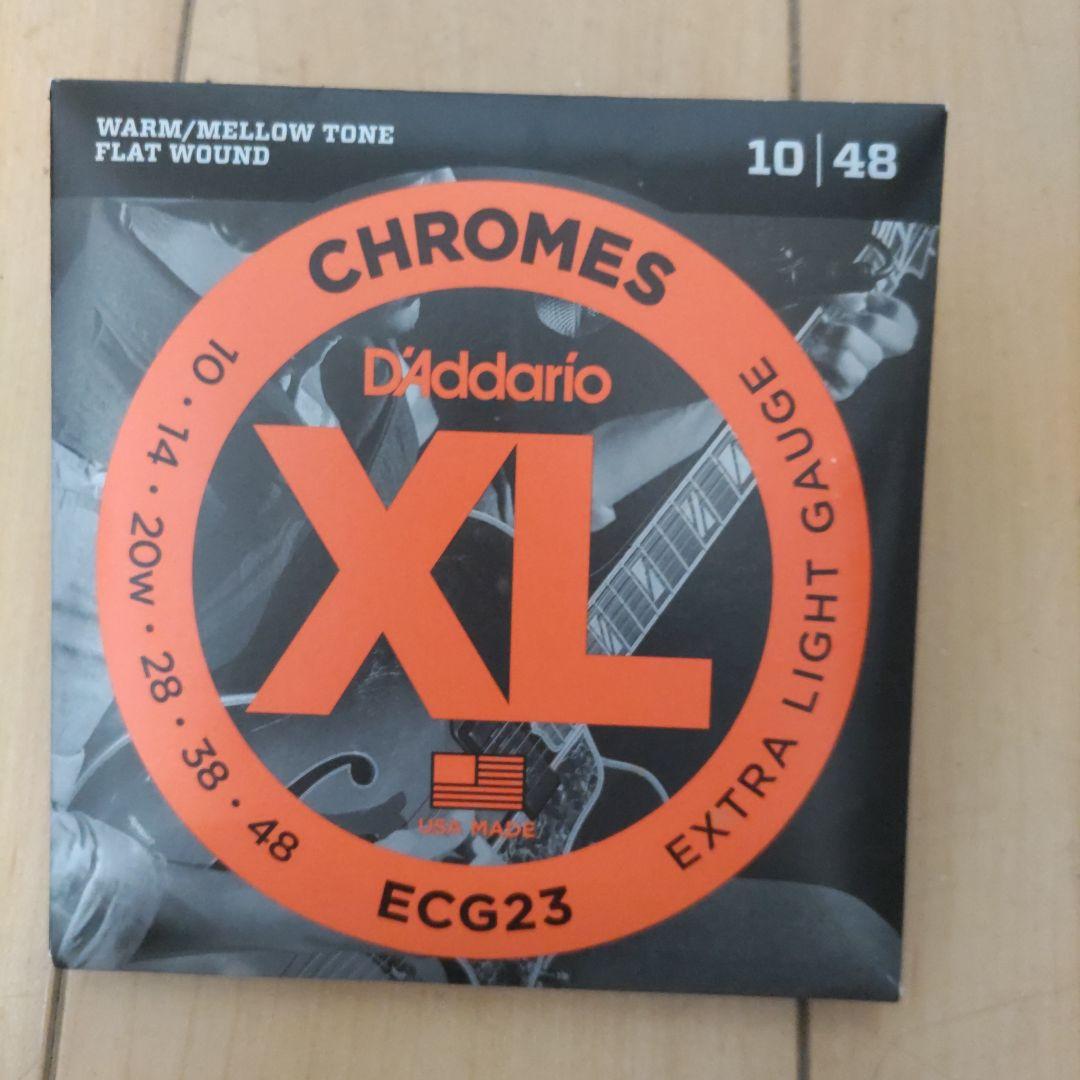 WARM/MELLOW TONE
FLAT WOUND
10|48
CHROMES
D'Addario
XL
10 • 14 • 20w • 28 • 38 • 48
EXTRA LIGHT GAUGE
USA MADE
ECG23